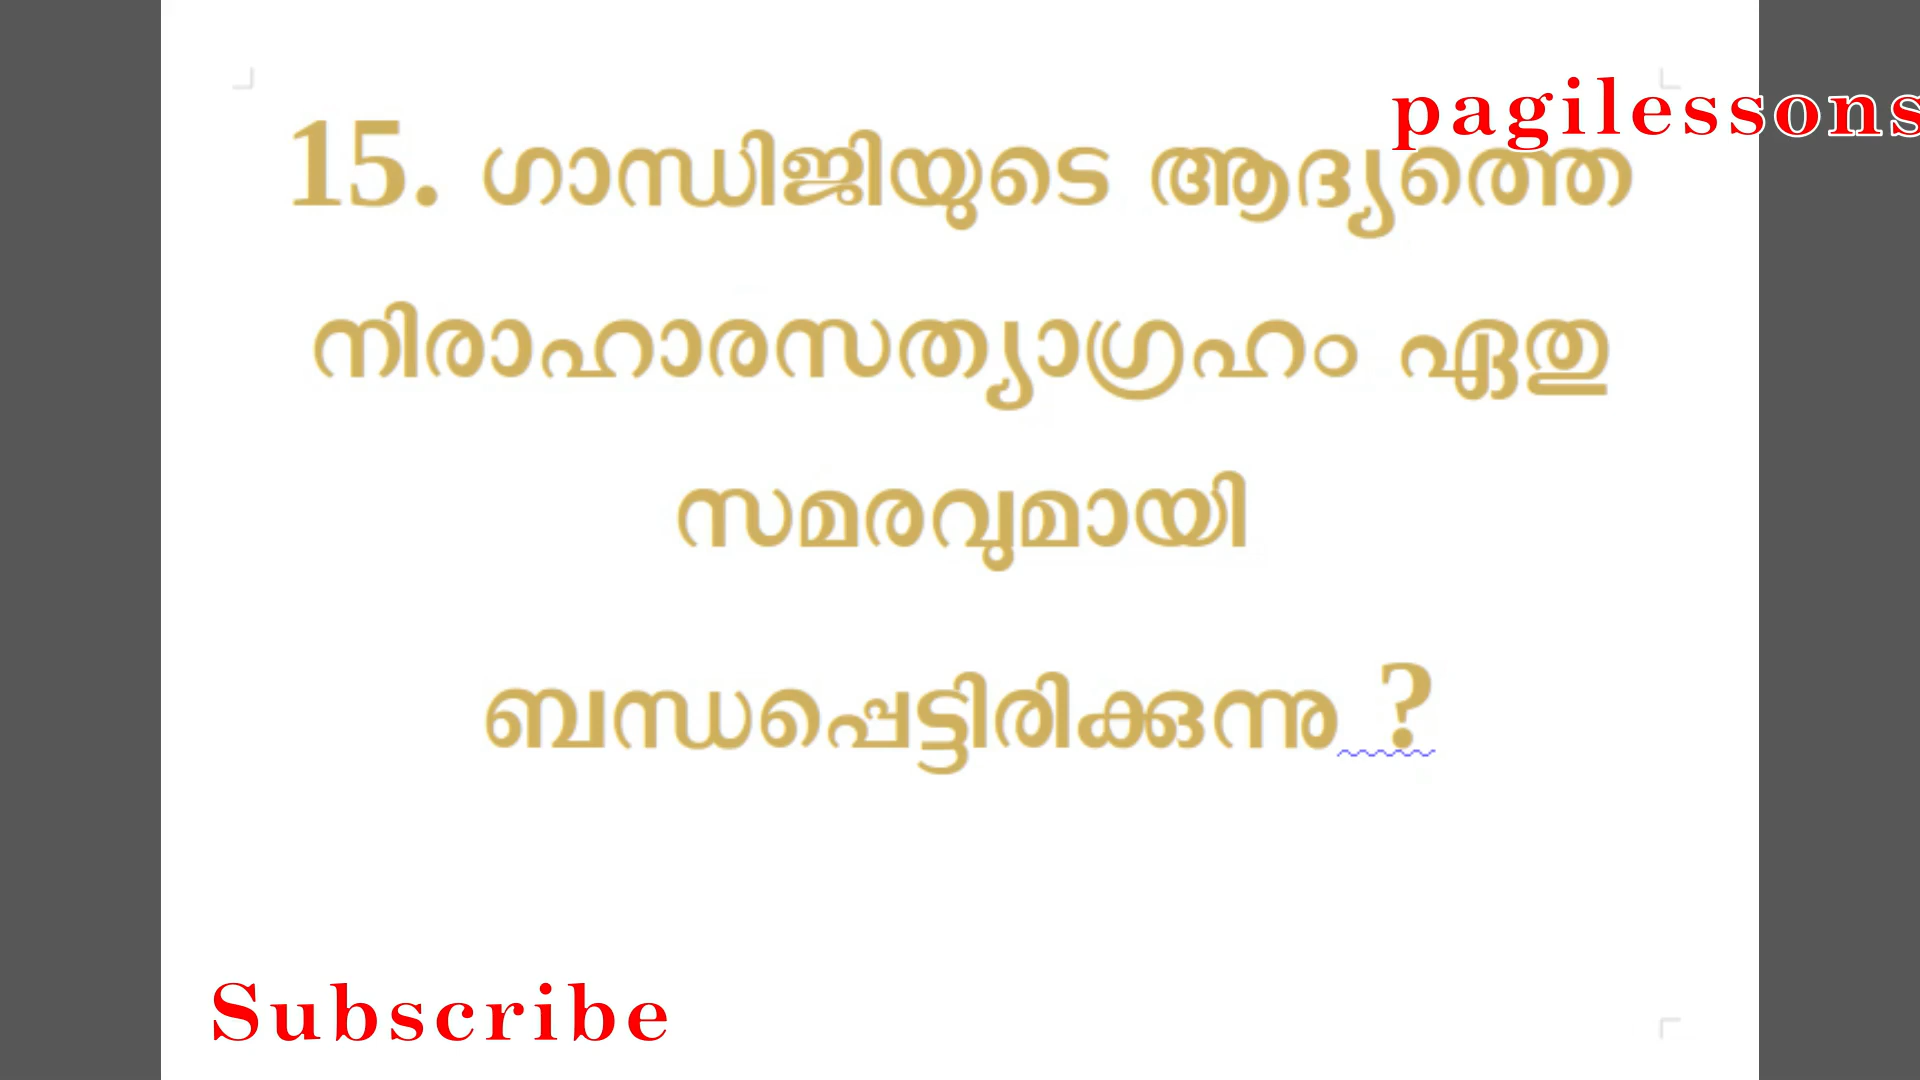 pagilessons
15. ഗാന്ധിജിയുടെ ആദ്യത്തെ
നിരാഹാരസത്യാഗ്രഹം ഏതു
സമരവുമായി
ബന്ധപ്പെട്ടിരിക്കുന്നു ?
Subscribe